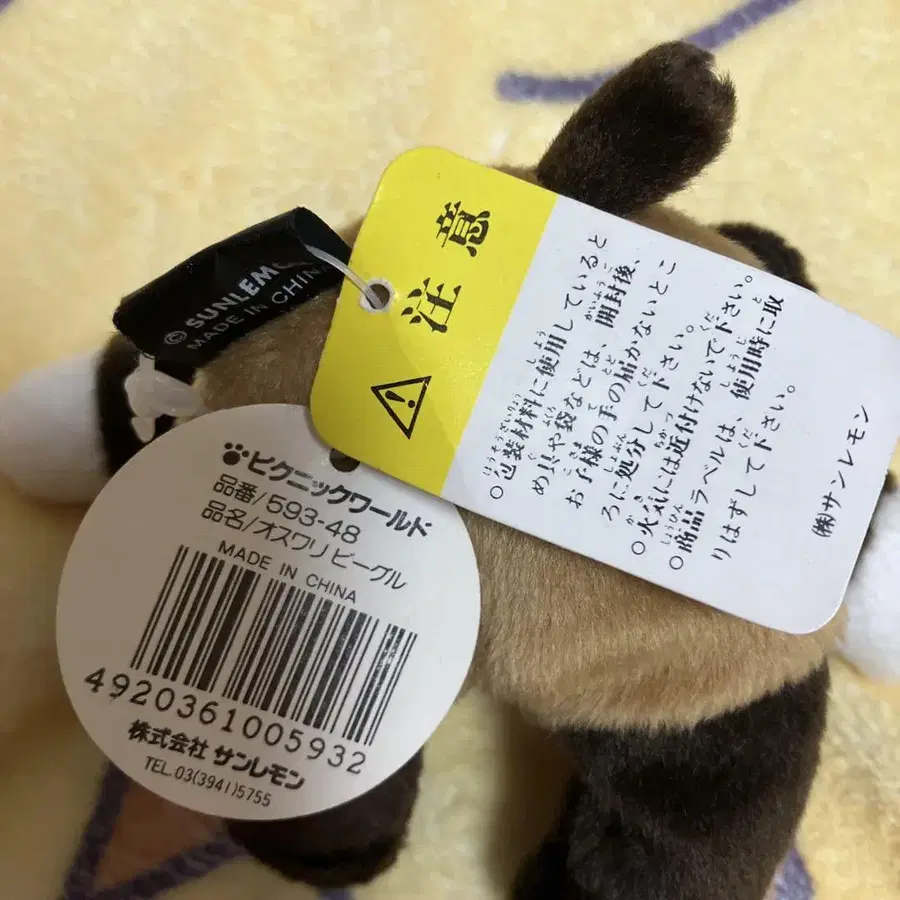 © SUNLEMO
MADE IN CHINA
注意
○包装材料に使用していると
め具や袋などは、開封後、
お子様の手の届かないとこ
ろに処分して下さい。
○火気には近付けないで下さい。
○商品ラベルは、使用時に取
りはずして下さい。
㈱サンレモン
ピクニックワールド
品番/593-48
品名/オスワリ ビーグル
MADE IN CHINA
4920361005932
株式会社 サンレモン
TEL.03(3941)5755